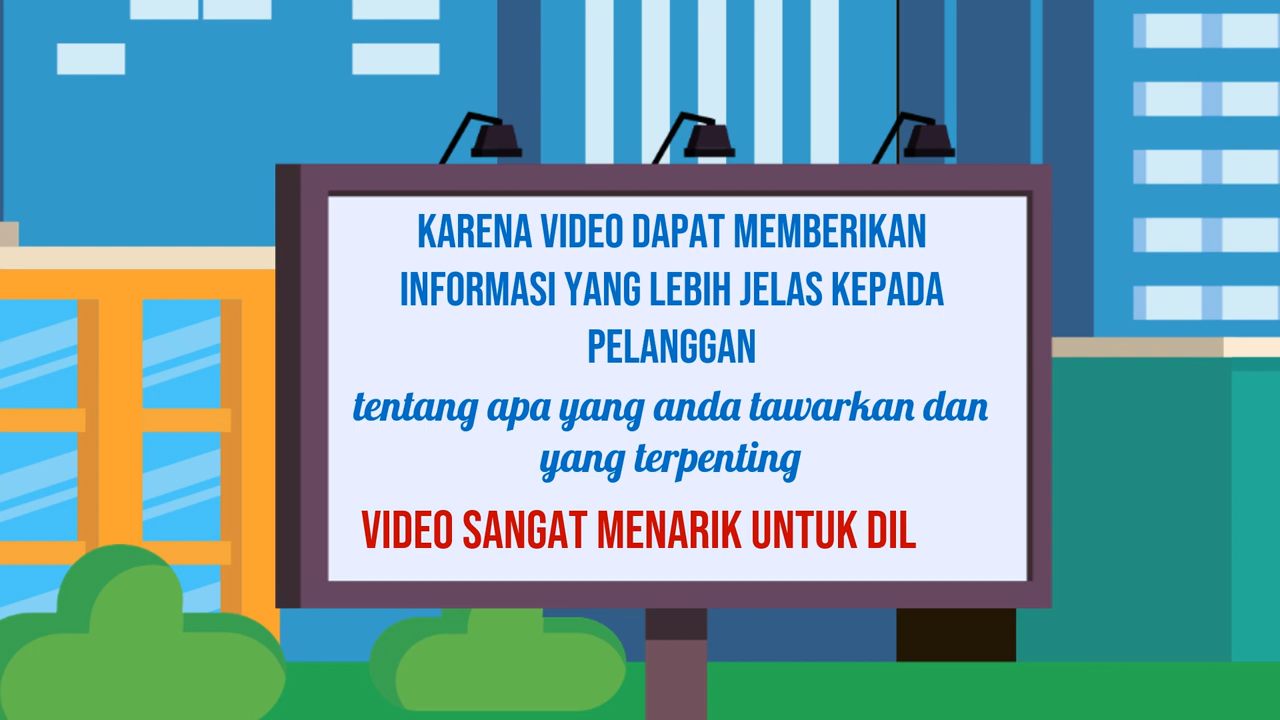 KARENA VIDEO DAPAT MEMBERIKAN
INFORMASI YANG LEBIH JELAS KEPADA
PELANGGAN
tentang apa yang anda tawarkan dan
yang terpenting
VIDEO SANGAT MENARIK UNTUK DIL